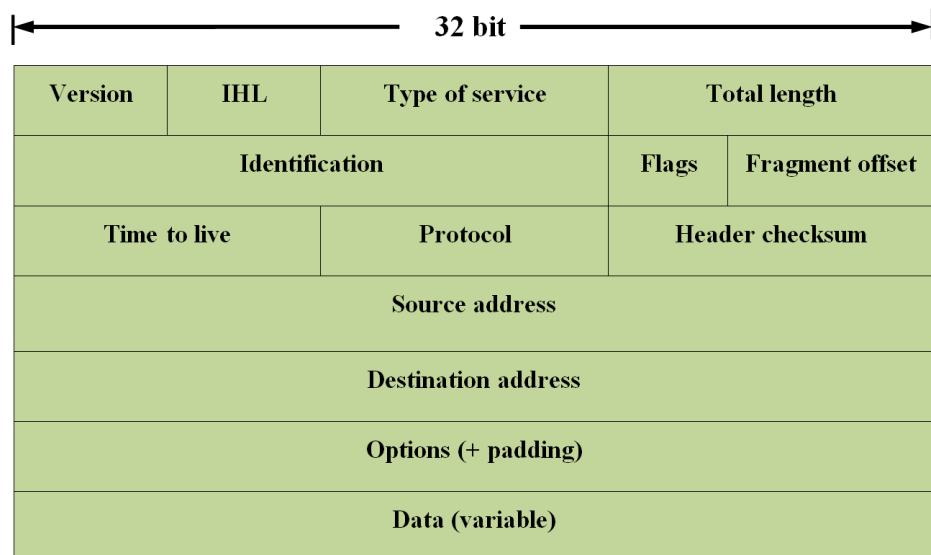 32 bit
Version IHL Type of service Total length
Identification Flags Fragment offset
Time to live Protocol Header checksum
Source address
Destination address
Options (+ padding)
Data (variable)